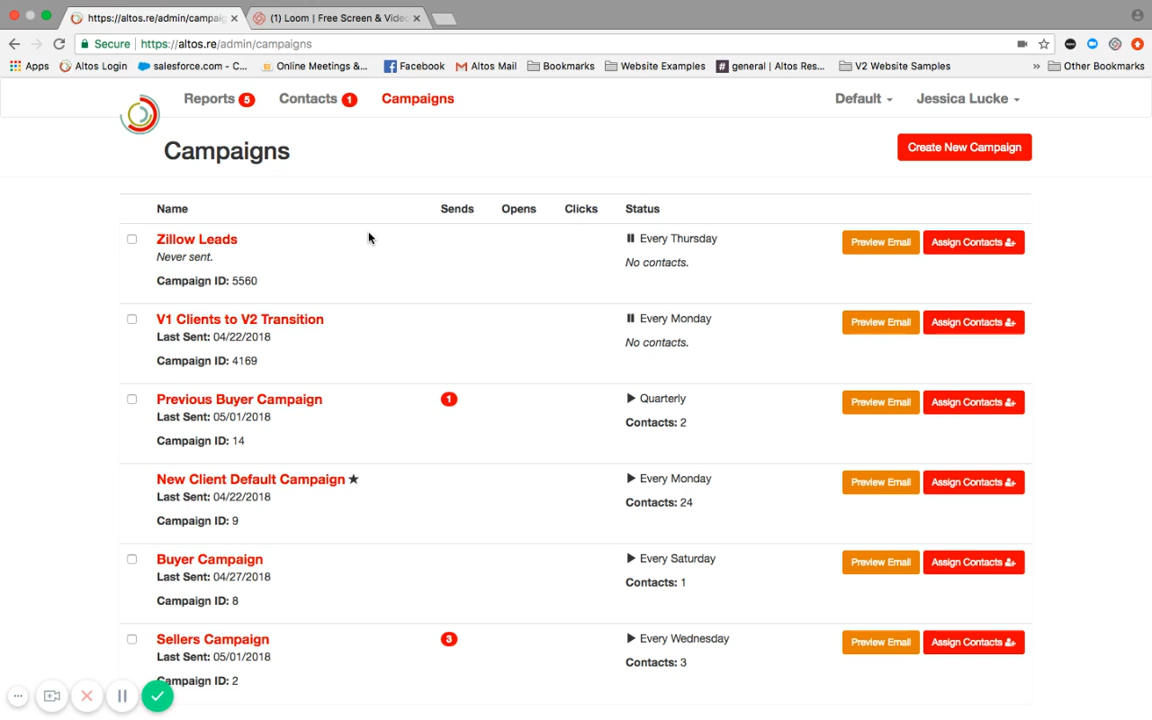 https://altos.re/admin/campaig
(1) Loom | Free Screen & Video
Secure https://altos.re/admin/campaigns
Apps Altos Login salesforce.com - C... Online Meetings &... Facebook Altos Mail Bookmarks Website Examples general | Altos Res... V2 Website Samples » Other Bookmarks
Reports 5 Contacts 1 Campaigns Default Jessica Lucke
Campaigns Create New Campaign
Name Sends Opens Clicks Status
Zillow Leads Every Thursday Preview Email Assign Contacts
Never sent. No contacts.
Campaign ID: 5560
V1 Clients to V2 Transition Every Monday Preview Email Assign Contacts
Last Sent: 04/22/2018 No contacts.
Campaign ID: 4169
Previous Buyer Campaign 1 Quarterly Preview Email Assign Contacts
Last Sent: 05/01/2018 Contacts: 2
Campaign ID: 14
New Client Default Campaign ★ Every Monday Preview Email Assign Contacts
Last Sent: 04/22/2018 Contacts: 24
Campaign ID: 9
Buyer Campaign Every Saturday Preview Email Assign Contacts
Last Sent: 04/27/2018 Contacts: 1
Campaign ID: 8
Sellers Campaign 3 Every Wednesday Preview Email Assign Contacts
Last Sent: 05/01/2018 Contacts: 3
Campaign ID: 2